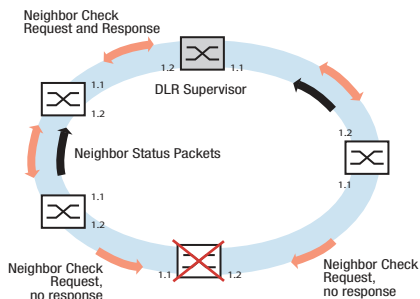 Neighbor Check
Request and Response
1.2
1.1
DLR Supervisor
1.1
1.2
1.2
1.1
Neighbor Status Packets
1.1
1.2
Neighbor Check
Request,
no response
1.1
1.2
Neighbor Check
Request,
no response